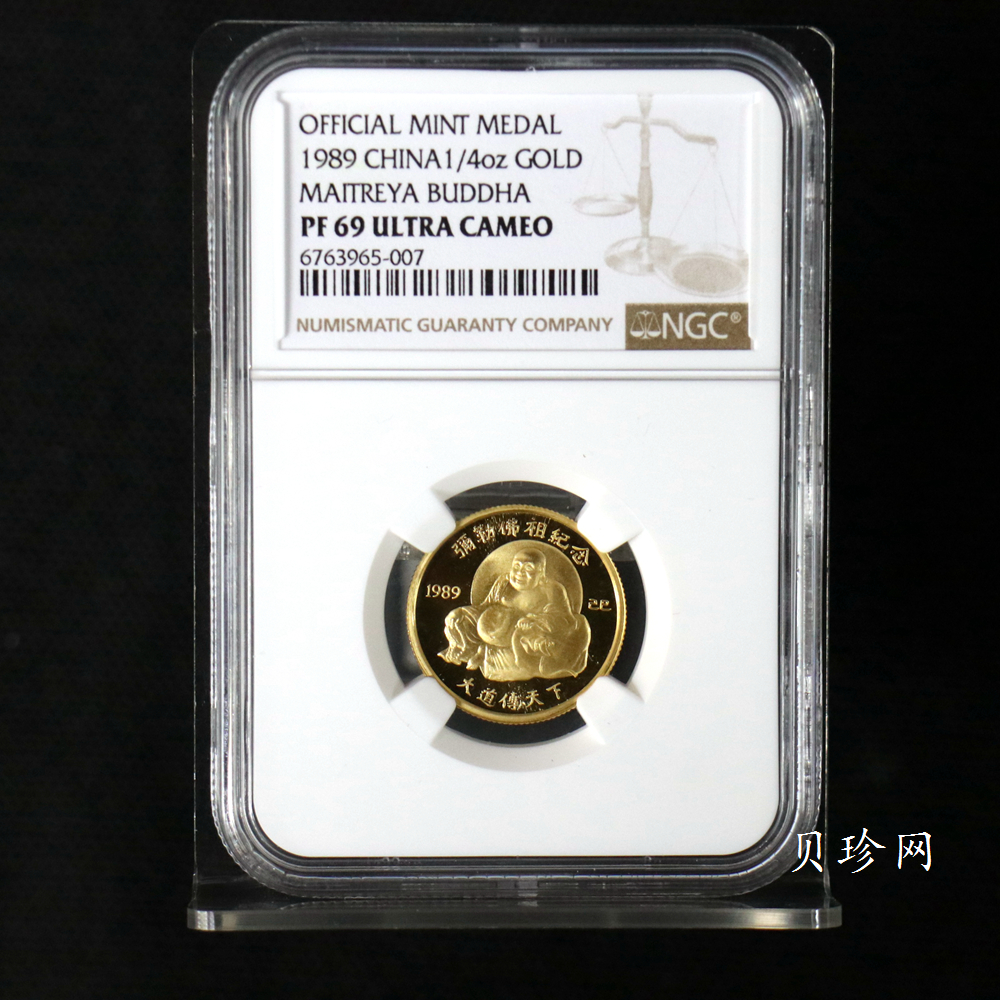 OFFICIAL MINT MEDAL
1989 CHINA1/4oz GOLD
MAITREYA BUDDHA
PF 69 ULTRA CAMEO
6763965-007
NUMISMATIC GUARANTY COMPANY
NGC®
彌勒佛祖紀念
1989
己巳
大道傳天下
贝珍网